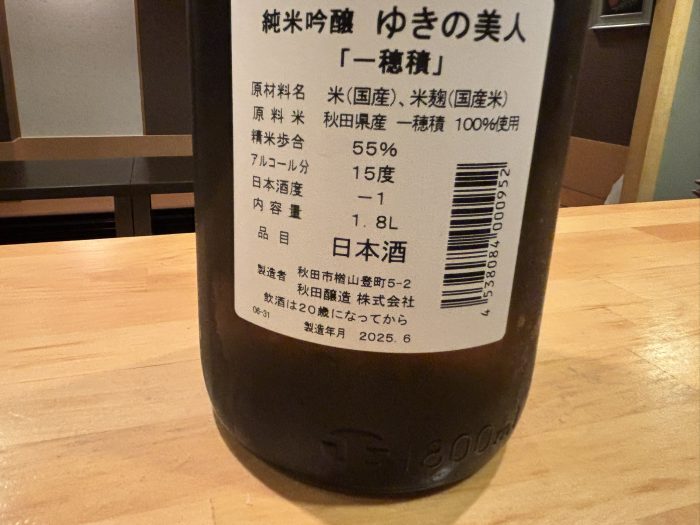 純米吟醸 ゆきの美人
「一穂積」
原材料名 米(国産)、米麹(国産米)
原料米 秋田県産 一穂積 100%使用
精米歩合 55%
アルコール分 15度
日本酒度 −1
内容量 1.8L
品目 日本酒
製造者 秋田市楢山登町5-2
秋田醸造 株式会社
飲酒は20歳になってから
06-31 製造年月 2025.6
4 538084 000952
1800ml